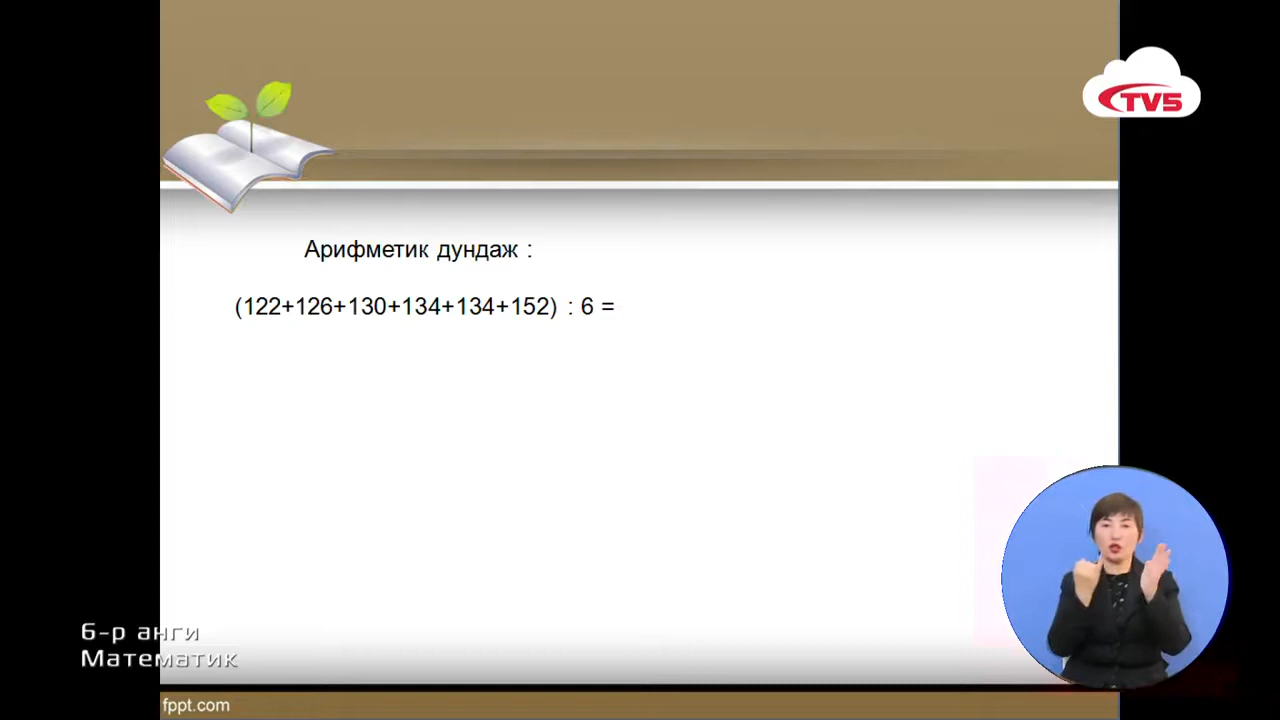 TV5
Арифметик дундаж :
(122+126+130+134+134+152) : 6 =
6-р анги
Математик
fppt.com